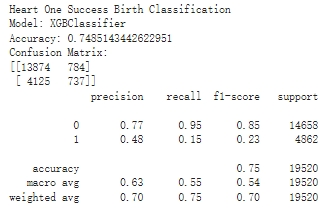 Heart One Success Birth Classification
Model: XGBClassifier
Accuracy: 0.7485143442622951
Confusion Matrix:
[[13874 784]
[ 4125 737]]
precision recall f1-score support
0 0.77 0.95 0.85 14658
1 0.48 0.15 0.23 4862
accuracy 0.75 19520
macro avg 0.63 0.55 0.54 19520
weighted avg 0.70 0.75 0.70 19520